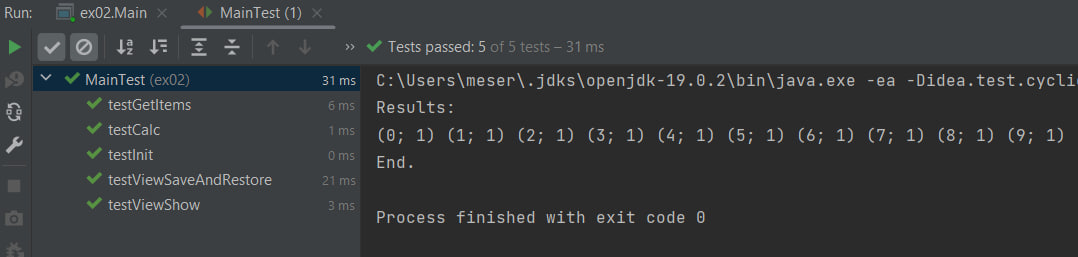 Run: ex02.Main × MainTest (1) ×
» Tests passed: 5 of 5 tests – 31 ms
MainTest (ex02) 31 ms
testGetItems 6 ms
testCalc 1 ms
testInit 0 ms
testViewSaveAndRestore 21 ms
testViewShow 3 ms
C:\Users\meser\.jdks\openjdk-19.0.2\bin\java.exe -ea -Didea.test.cyclic
Results:
(0; 1) (1; 1) (2; 1) (3; 1) (4; 1) (5; 1) (6; 1) (7; 1) (8; 1) (9; 1)
End.
Process finished with exit code 0